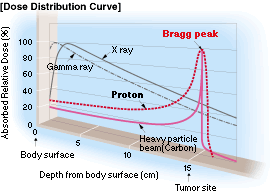 [Dose Distribution Curve]
Bragg peak
Absorbed Relative Dose (%)
100
80
60
40
20
0
X ray
Gamma ray
Proton
Heavy particle
beam(Carbon)
0
5
10
15
Body surface
Depth from body surface (cm)
Tumor site